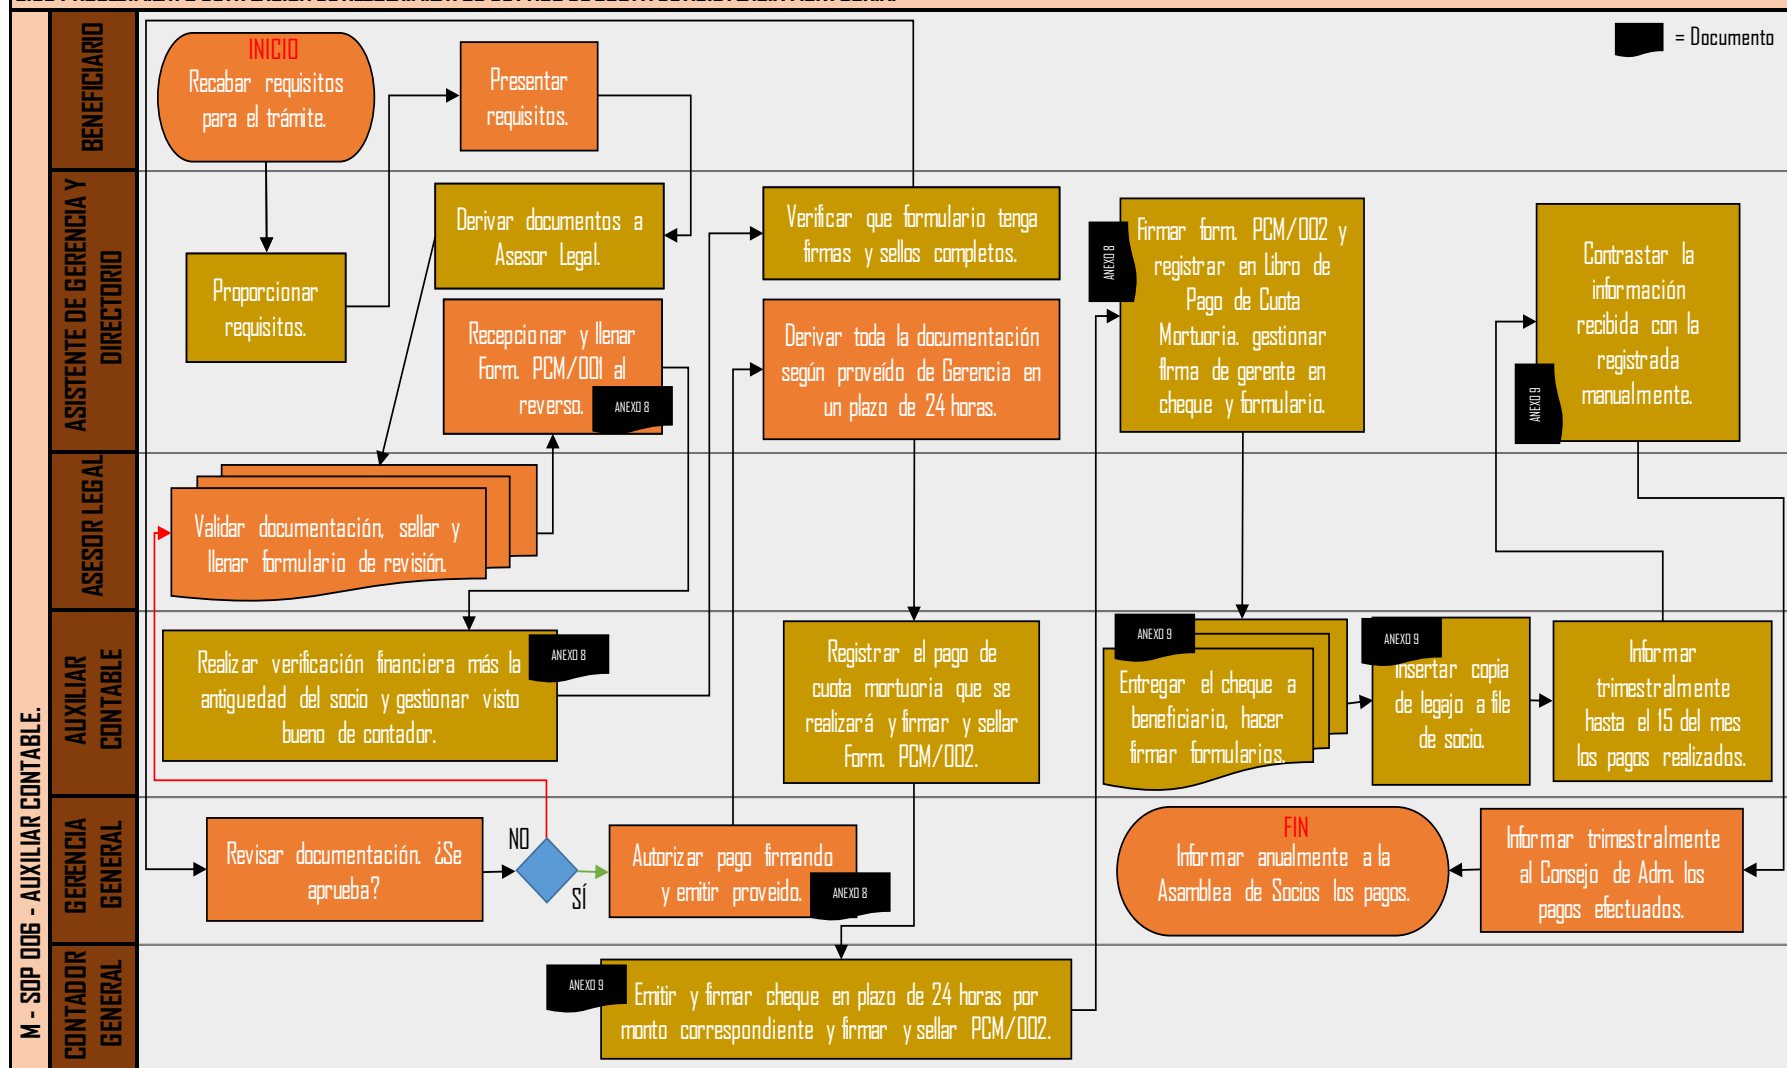 = Documento
M - SDP 006 - AUXILIAR CONTABLE.
BENEFICIARIO
INICIO
Recabar requisitos
para el trámite.
Presentar
requisitos.
ASISTENTE DE GERENCIA Y
DIRECTORIO
Proporcionar
requisitos.
Derivar documentos a
Asesor Legal.
Recepcionar y llenar
Form. PCM/001 al
reverso.
ANEXO 8
Verificar que formulario tenga
firmas y sellos completos.
Derivar toda la documentación
según proveído de Gerencia en
un plazo de 24 horas.
ANEXO 8
Firmar form. PCM/002 y
registrar en Libro de
Pago de Cuota
Mortuoria. gestionar
firma de gerente en
cheque y formulario.
Contrastar la
información
recibida con la
registrada
manualmente.
ANEXO 9
ASESOR LEGAL
Validar documentación, sellar y
llenar formulario de revisión.
AUXILIAR
CONTABLE
Realizar verificación financiera más la
antiguedad del socio y gestionar visto
bueno de contador.
ANEXO 8
Registrar el pago de
cuota mortuoria que se
realizará y firmar y sellar
Form. PCM/002.
ANEXO 9
Entregar el cheque a
beneficiario, hacer
firmar formularios.
ANEXO 9
Insertar copia
de legajo a file
de socio.
Informar
trimestralmente
hasta el 15 del mes
los pagos realizados.
GERENCIA
GENERAL
Revisar documentación. ¿Se
aprueba?
NO
SÍ
Autorizar pago firmando
y emitir proveido.
ANEXO 8
FIN
Informar anualmente a la
Asamblea de Socios los pagos.
Informar trimestralmente
al Consejo de Adm. los
pagos efectuados.
CONTADOR
GENERAL
ANEXO 9
Emitir y firmar cheque en plazo de 24 horas por
monto correspondiente y firmar y sellar PCM/002.